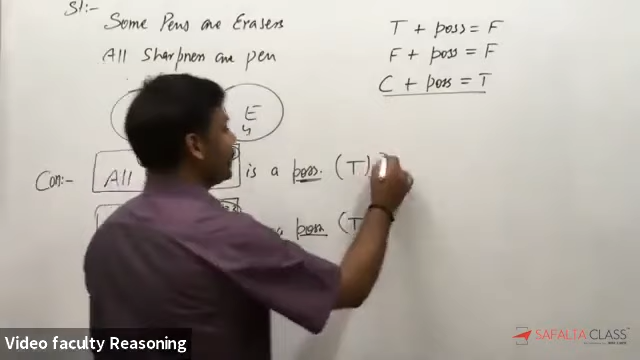 St:-
Some Pens are Erasers
All Sharpner are pen
T + poss = F
F + poss = F
C + poss = T
E
Con:- All is a poss. (T)
poss (T
SAFALTA CLASS
Video faculty Reasoning